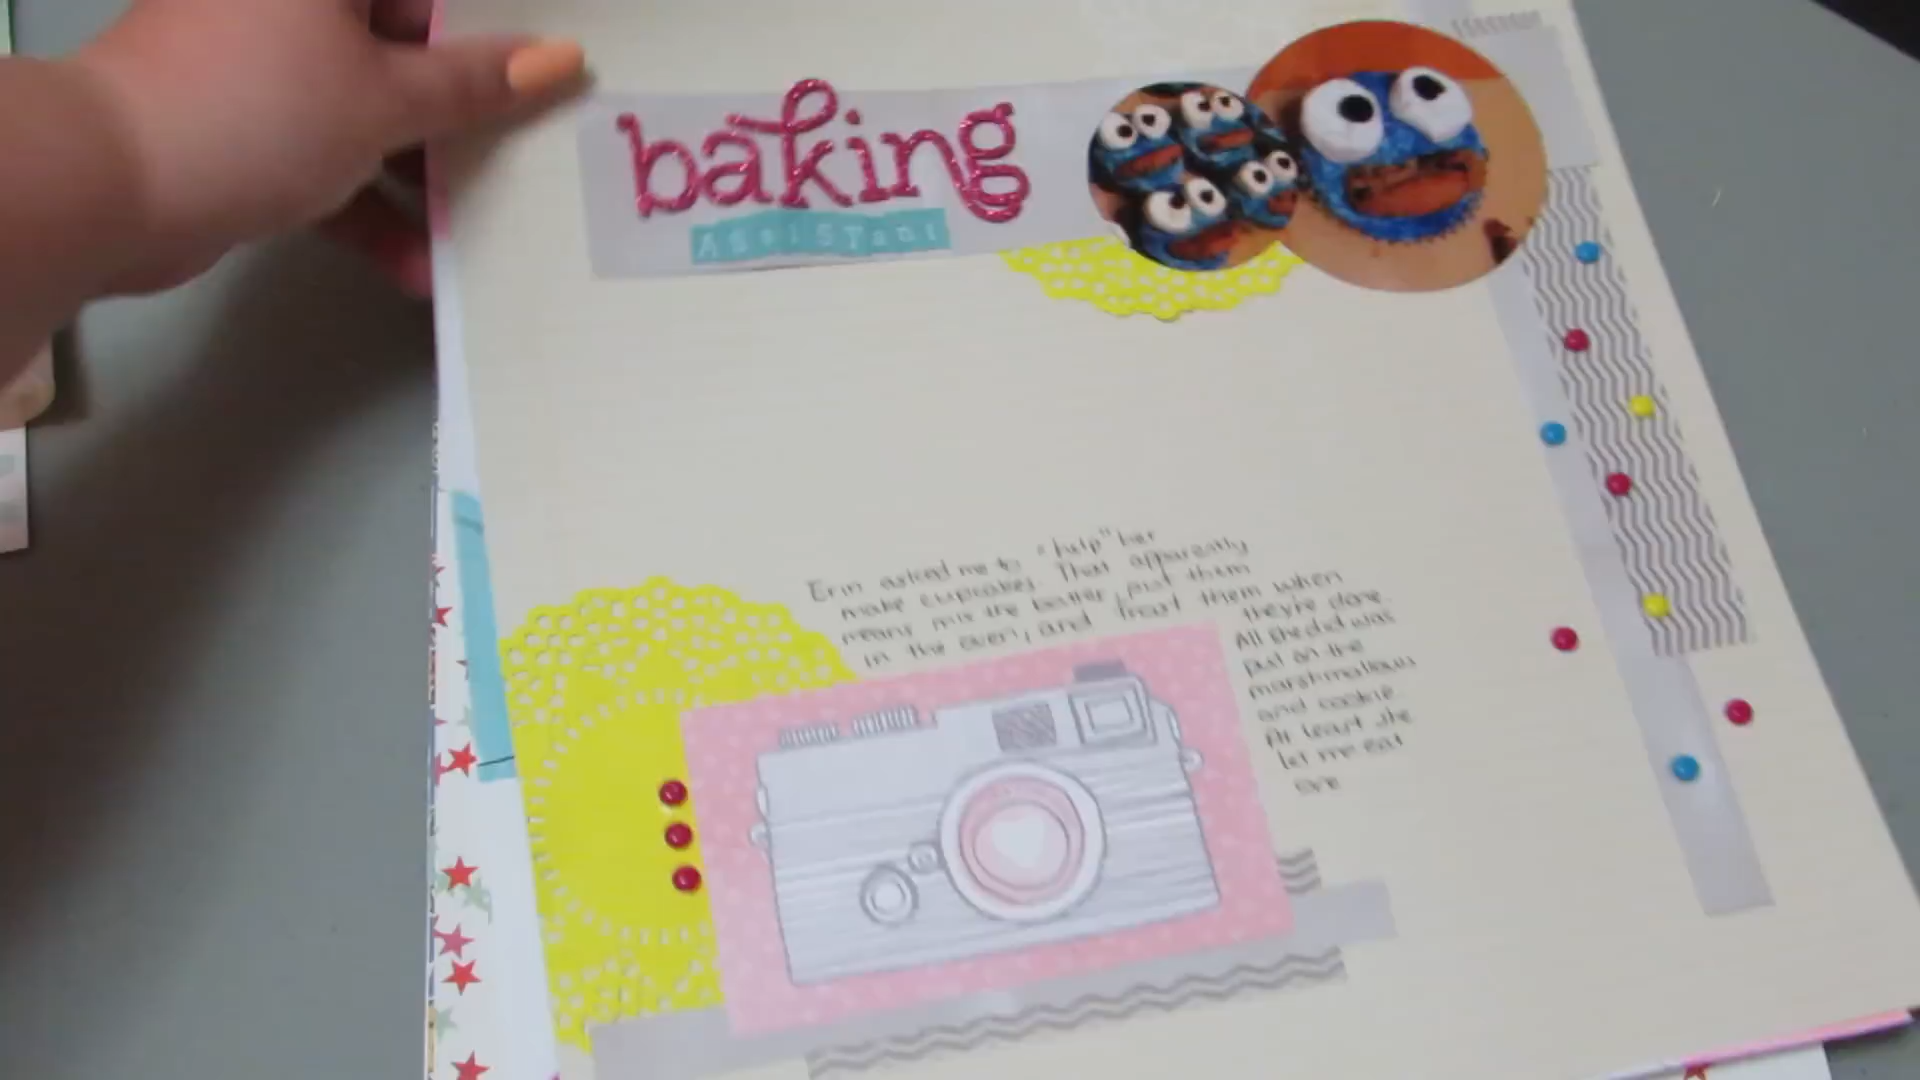 baking
AssiSTanT
Erin asked me to "help" her
make cupcakes. That apparently
means mix the batter, put them
in the oven, and frost them when
they're done.
All she did was
put on the
marshmallows
and cookie
At least she
let me eat
one